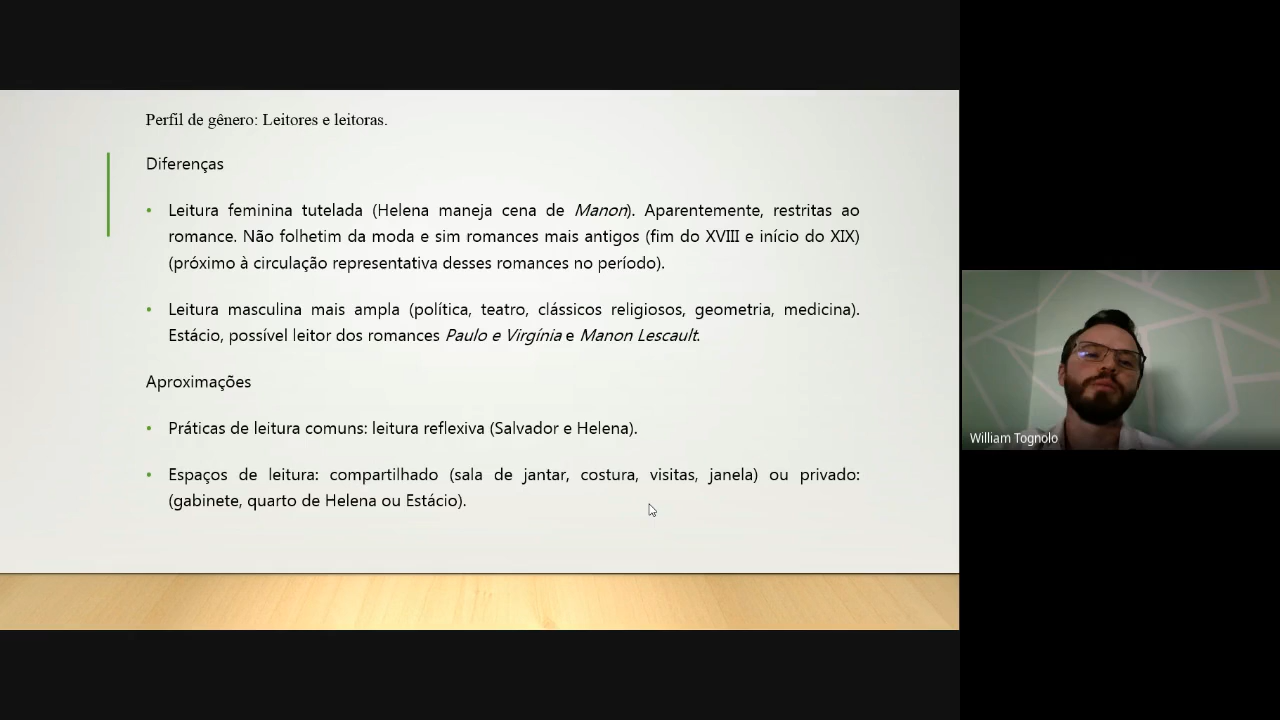 Perfil de gênero: Leitores e leitoras.
Diferenças
• Leitura feminina tutelada (Helena maneja cena de Manon). Aparentemente, restritas ao
romance. Não folhetim da moda e sim romances mais antigos (fim do XVIII e início do XIX)
(próximo à circulação representativa desses romances no período).
• Leitura masculina mais ampla (política, teatro, clássicos religiosos, geometria, medicina).
Estácio, possível leitor dos romances Paulo e Virgínia e Manon Lescault.
Aproximações
• Práticas de leitura comuns: leitura reflexiva (Salvador e Helena).
• Espaços de leitura: compartilhado (sala de jantar, costura, visitas, janela) ou privado:
(gabinete, quarto de Helena ou Estácio).
William Tognolo